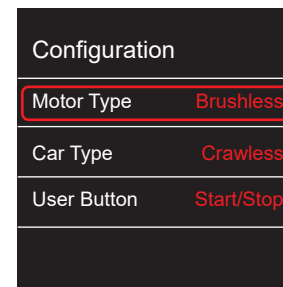 Configuration
Motor Type Brushless
Car Type Crawless
User Button Start/Stop